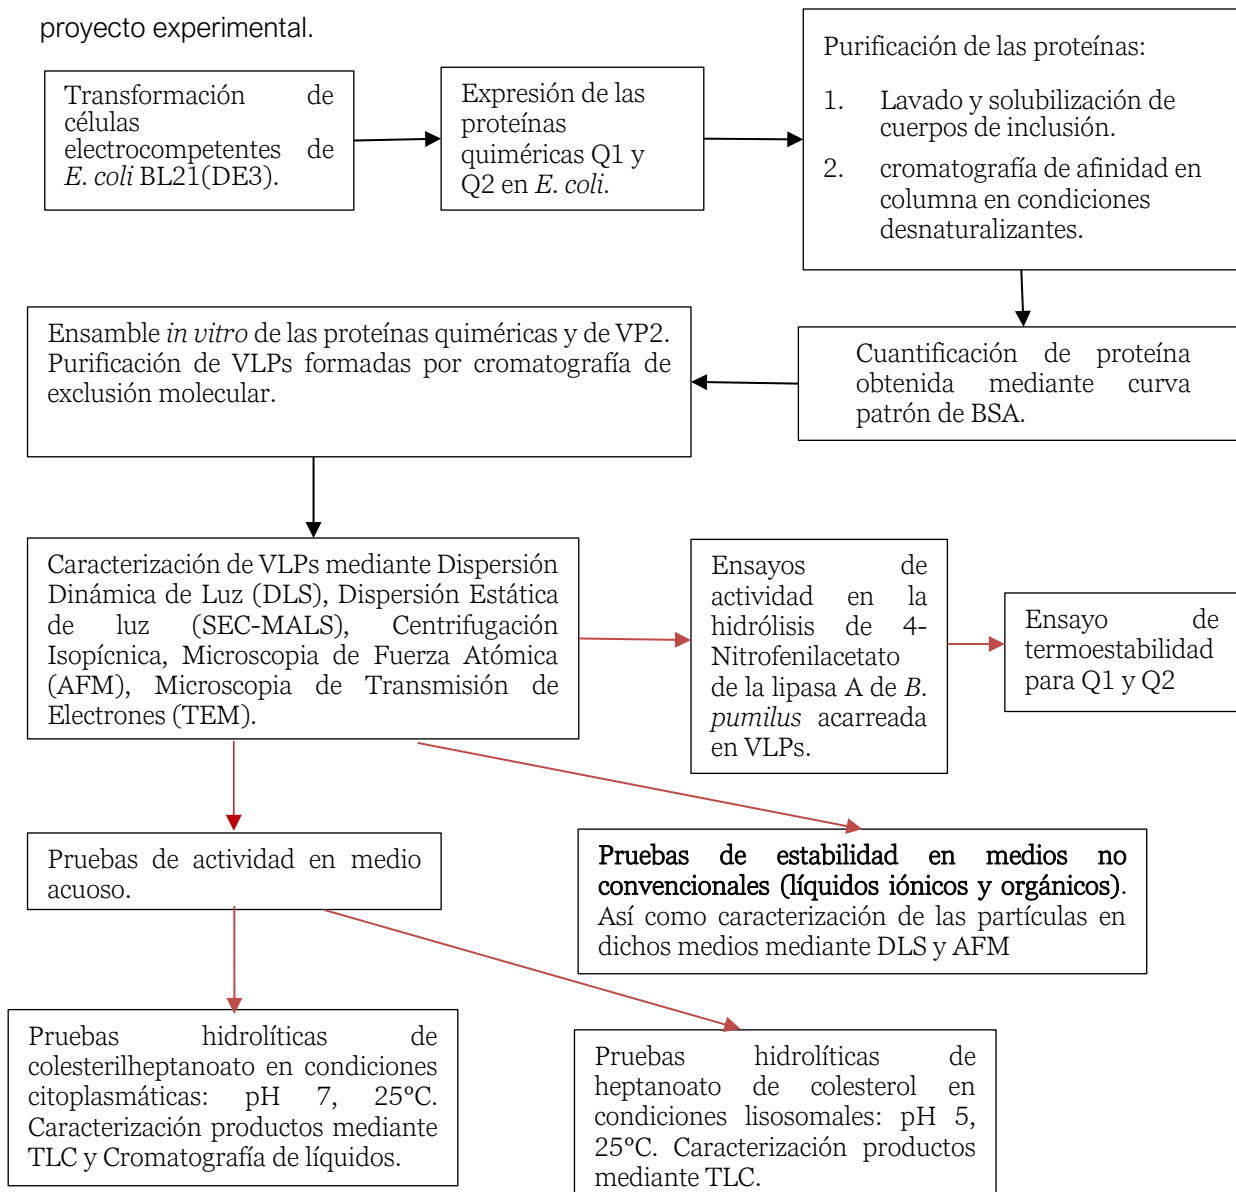 proyecto experimental.
Transformación de
células
electrocompetentes de
E. coli BL21(DE3).
Expresión de las
proteínas
quiméricas Q1 y
Q2 en E. coli.
Purificación de las proteínas:
1. Lavado y solubilización de
cuerpos de inclusión.
2. cromatografía de afinidad en
columna en condiciones
desnaturalizantes.
Cuantificación de proteína
obtenida mediante curva
patrón de BSA.
Ensamble in vitro de las proteínas quiméricas y de VP2.
Purificación de VLPs formadas por cromatografía de
exclusión molecular.
Caracterización de VLPs mediante Dispersión
Dinámica de Luz (DLS), Dispersión Estática
de luz (SEC-MALS), Centrifugación
Isopícnica, Microscopia de Fuerza Atómica
(AFM), Microscopia de Transmisión de
Electrones (TEM).
Ensayos de
actividad en la
hidrólisis de 4-
Nitrofenilacetato
de la lipasa A de B.
pumilus acarreada
en VLPs.
Ensayo de
termoestabilidad
para Q1 y Q2
Pruebas de actividad en medio
acuoso.
Pruebas de estabilidad en medios no
convencionales (líquidos iónicos y orgánicos).
Así como caracterización de las partículas en
dichos medios mediante DLS y AFM
Pruebas hidrolíticas de
colesterilheptanoato en condiciones
citoplasmáticas: pH 7, 25ºC.
Caracterización productos mediante
TLC y Cromatografía de líquidos.
Pruebas hidrolíticas de
heptanoato de colesterol en
condiciones lisosomales: pH 5,
25ºC. Caracterización productos
mediante TLC.